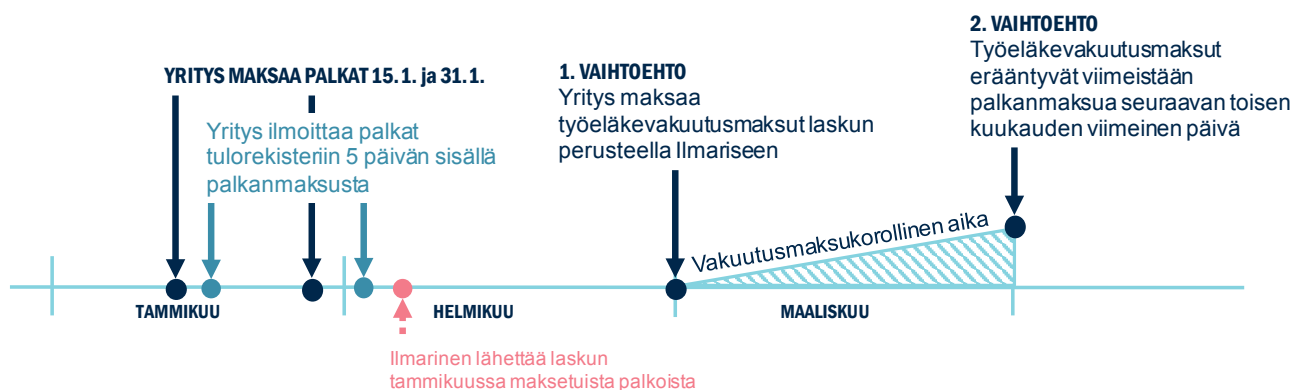 YRITYS MAKSAA PALKAT 15.1. ja 31.1.
Yritys ilmoittaa palkat
tulorekisteriin 5 päivän sisällä
palkanmaksusta
1. VAIHTOEHTO
Yritys maksaa
työeläkevakuutusmaksut laskun
perusteella Ilmariseen
2. VAIHTOEHTO
Työeläkevakuutusmaksut
erääntyvät viimeistään
palkanmaksua seuraavan toisen
kuukauden viimeinen päivä
Vakuutusmaksukorollinen aika
TAMMIKUU
HELMIKUU
MAALISKUU
Ilmarinen lähettää laskun
tammikuussa maksetuista palkoista